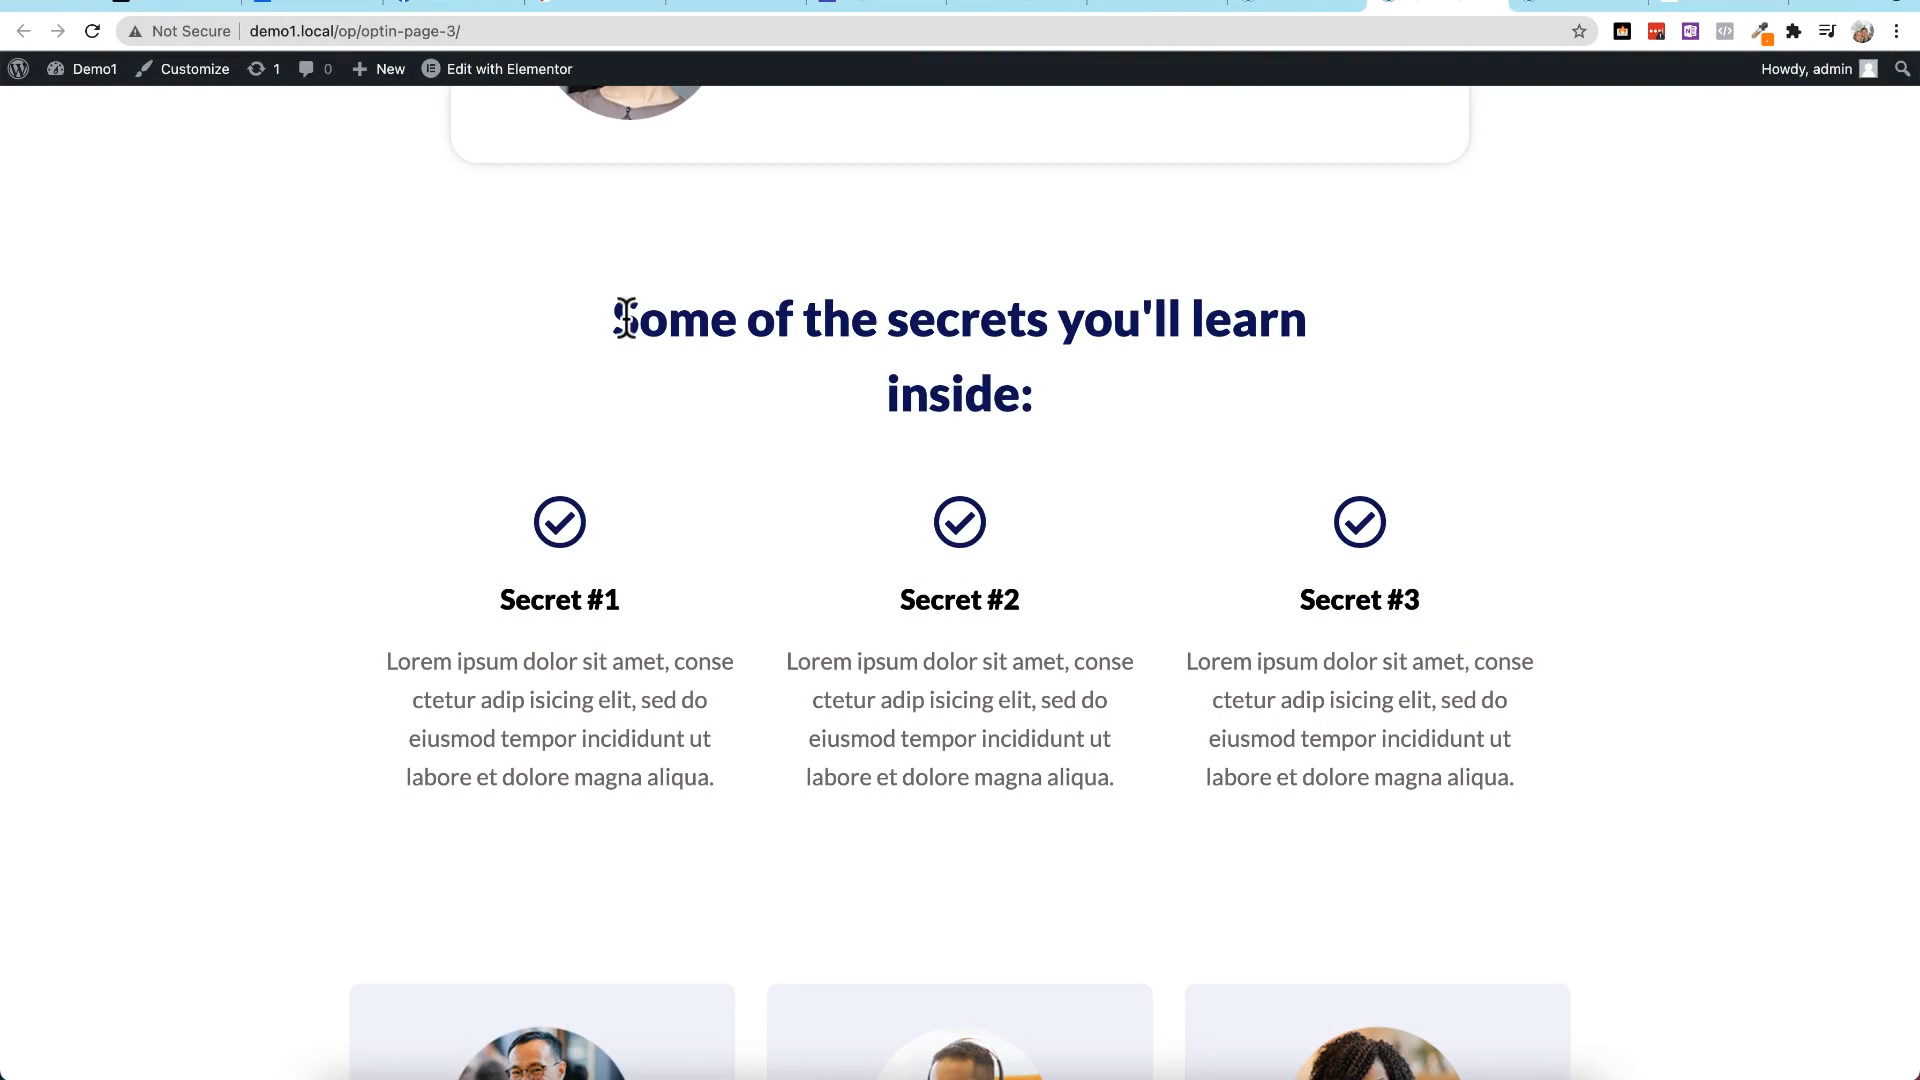 Not Secure demo1.local/op/optin-page-3/
Demo1 Customize 1 0 New Edit with Elementor Howdy, admin
Some of the secrets you'll learn
inside:
Secret #1 Secret #2 Secret #3
Lorem ipsum dolor sit amet, conse Lorem ipsum dolor sit amet, conse Lorem ipsum dolor sit amet, conse
ctetur adip isicing elit, sed do ctetur adip isicing elit, sed do ctetur adip isicing elit, sed do
eiusmod tempor incididunt ut eiusmod tempor incididunt ut eiusmod tempor incididunt ut
labore et dolore magna aliqua. labore et dolore magna aliqua. labore et dolore magna aliqua.